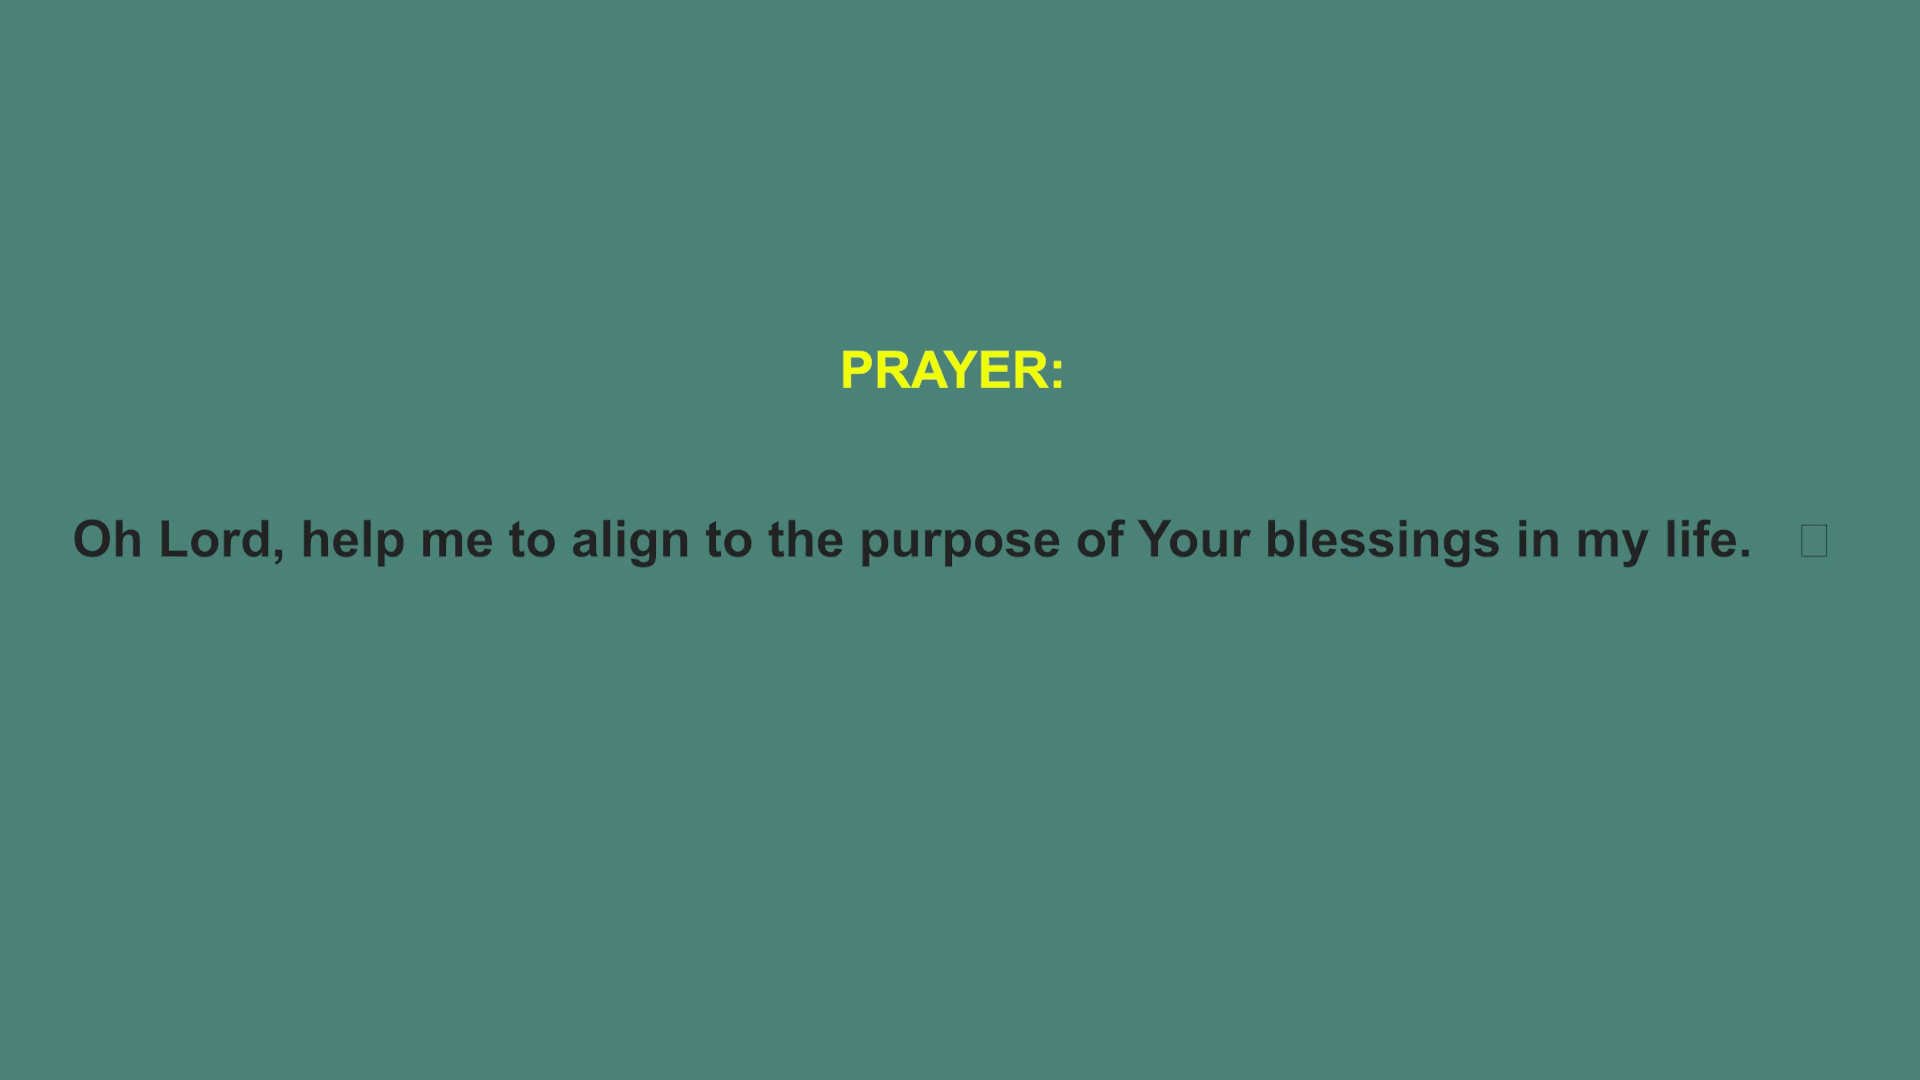 PRAYER:
Oh Lord, help me to align to the purpose of Your blessings in my life.